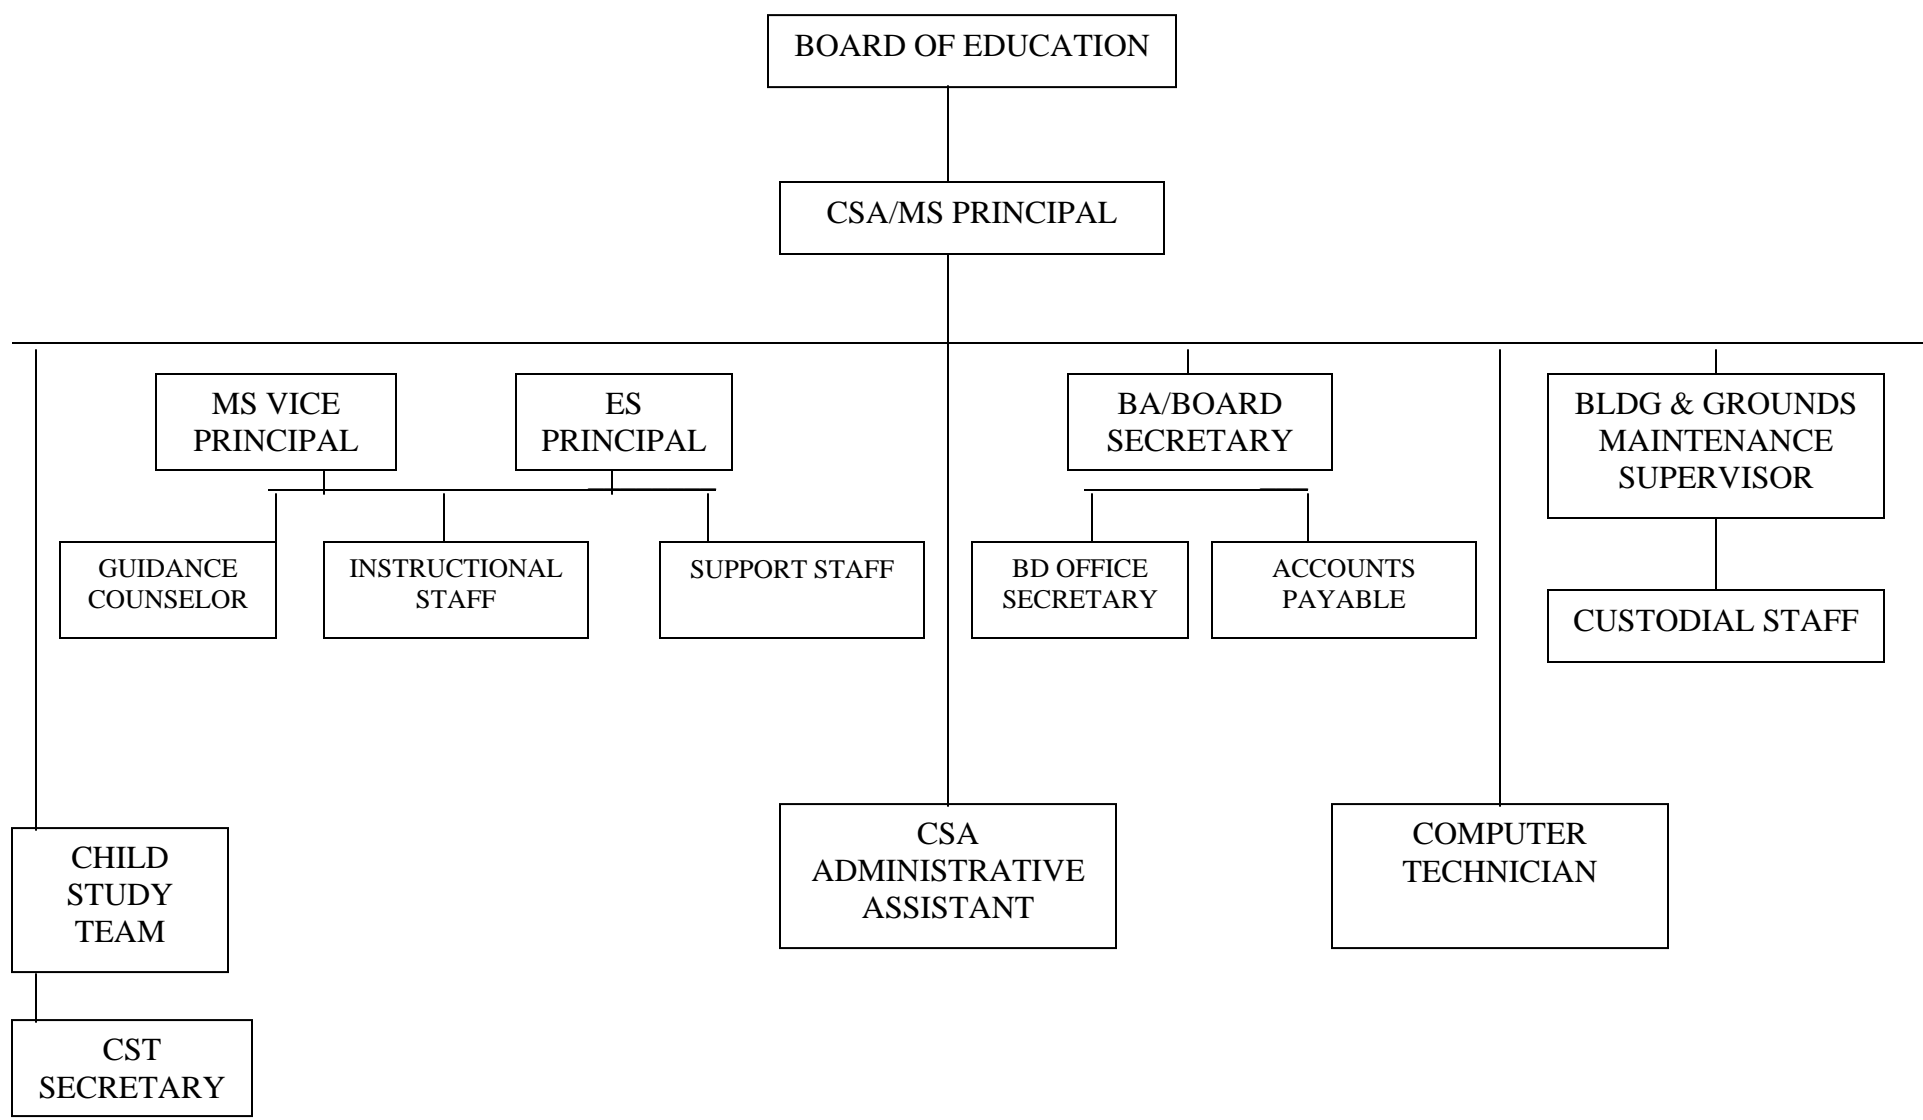 BOARD OF EDUCATION
CSA/MS PRINCIPAL
MS VICE
PRINCIPAL
ES
PRINCIPAL
BA/BOARD
SECRETARY
BLDG & GROUNDS
MAINTENANCE
SUPERVISOR
GUIDANCE
COUNSELOR
INSTRUCTIONAL
STAFF
SUPPORT STAFF
BD OFFICE
SECRETARY
ACCOUNTS
PAYABLE
CUSTODIAL STAFF
CHILD
STUDY
TEAM
CSA
ADMINISTRATIVE
ASSISTANT
COMPUTER
TECHNICIAN
CST
SECRETARY